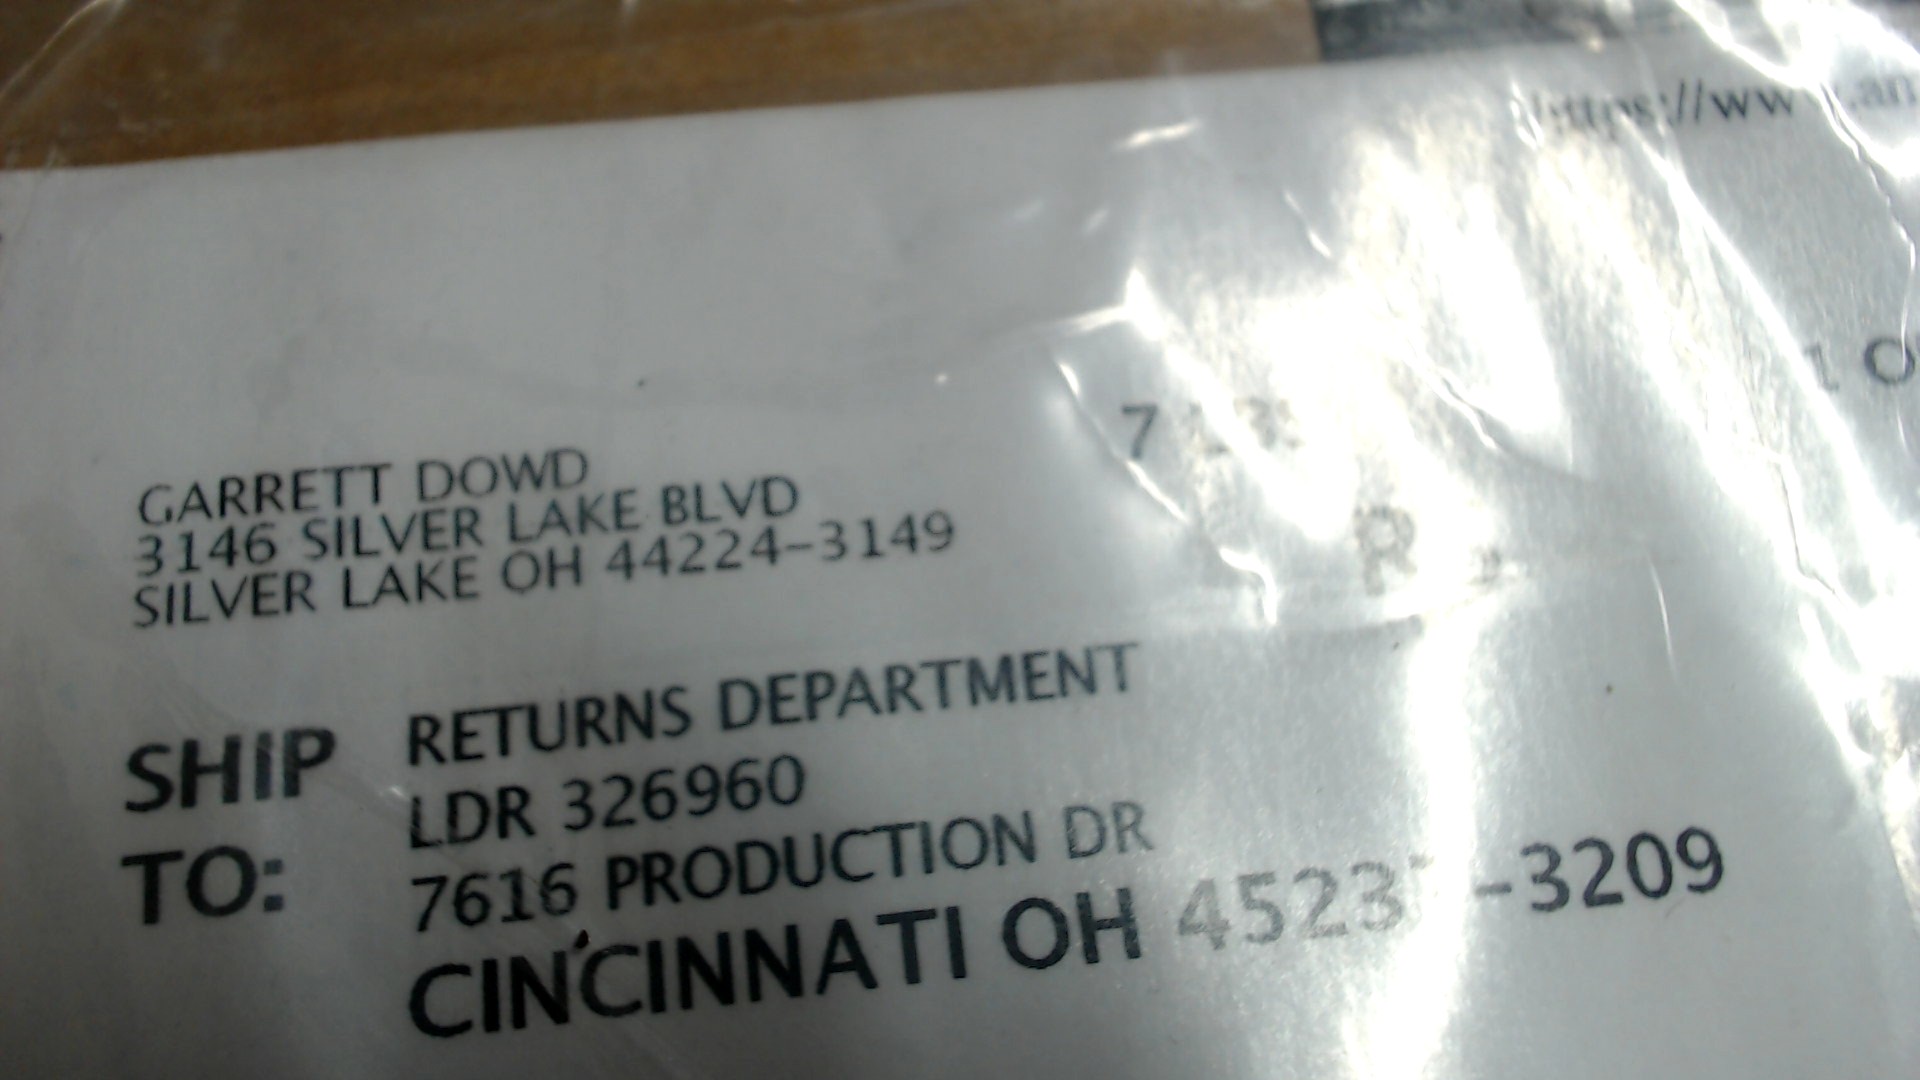 GARRETT DOWD
3146 SILVER LAKE BLVD
SILVER LAKE OH 44224-3149
SHIP TO:
RETURNS DEPARTMENT
LDR 326960
7616 PRODUCTION DR
CINCINNATI OH